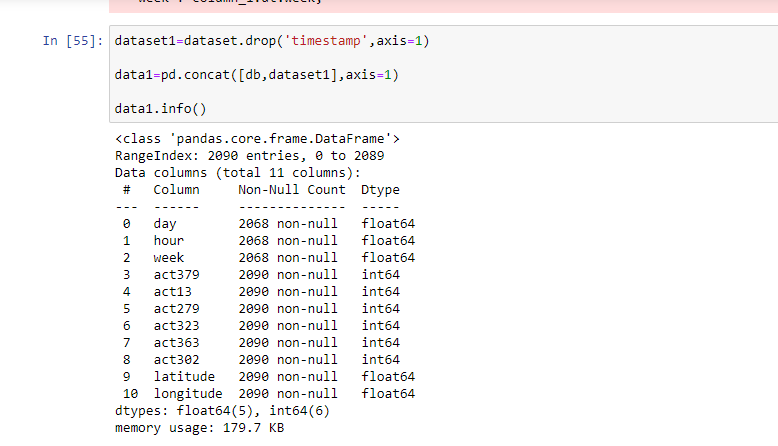 In [55]: dataset1=dataset.drop('timestamp',axis=1)
data1=pd.concat([db,dataset1],axis=1)
data1.info()
<class 'pandas.core.frame.DataFrame'>
RangeIndex: 2090 entries, 0 to 2089
Data columns (total 11 columns):
 #   Column     Non-Null Count  Dtype
---  ------     --------------  -----
 0   day        2068 non-null   float64
 1   hour       2068 non-null   float64
 2   week       2068 non-null   float64
 3   act379     2090 non-null   int64
 4   act13      2090 non-null   int64
 5   act279     2090 non-null   int64
 6   act323     2090 non-null   int64
 7   act363     2090 non-null   int64
 8   act302     2090 non-null   int64
 9   latitude   2090 non-null   float64
 10  longitude  2090 non-null   float64
dtypes: float64(5), int64(6)
memory usage: 179.7 KB